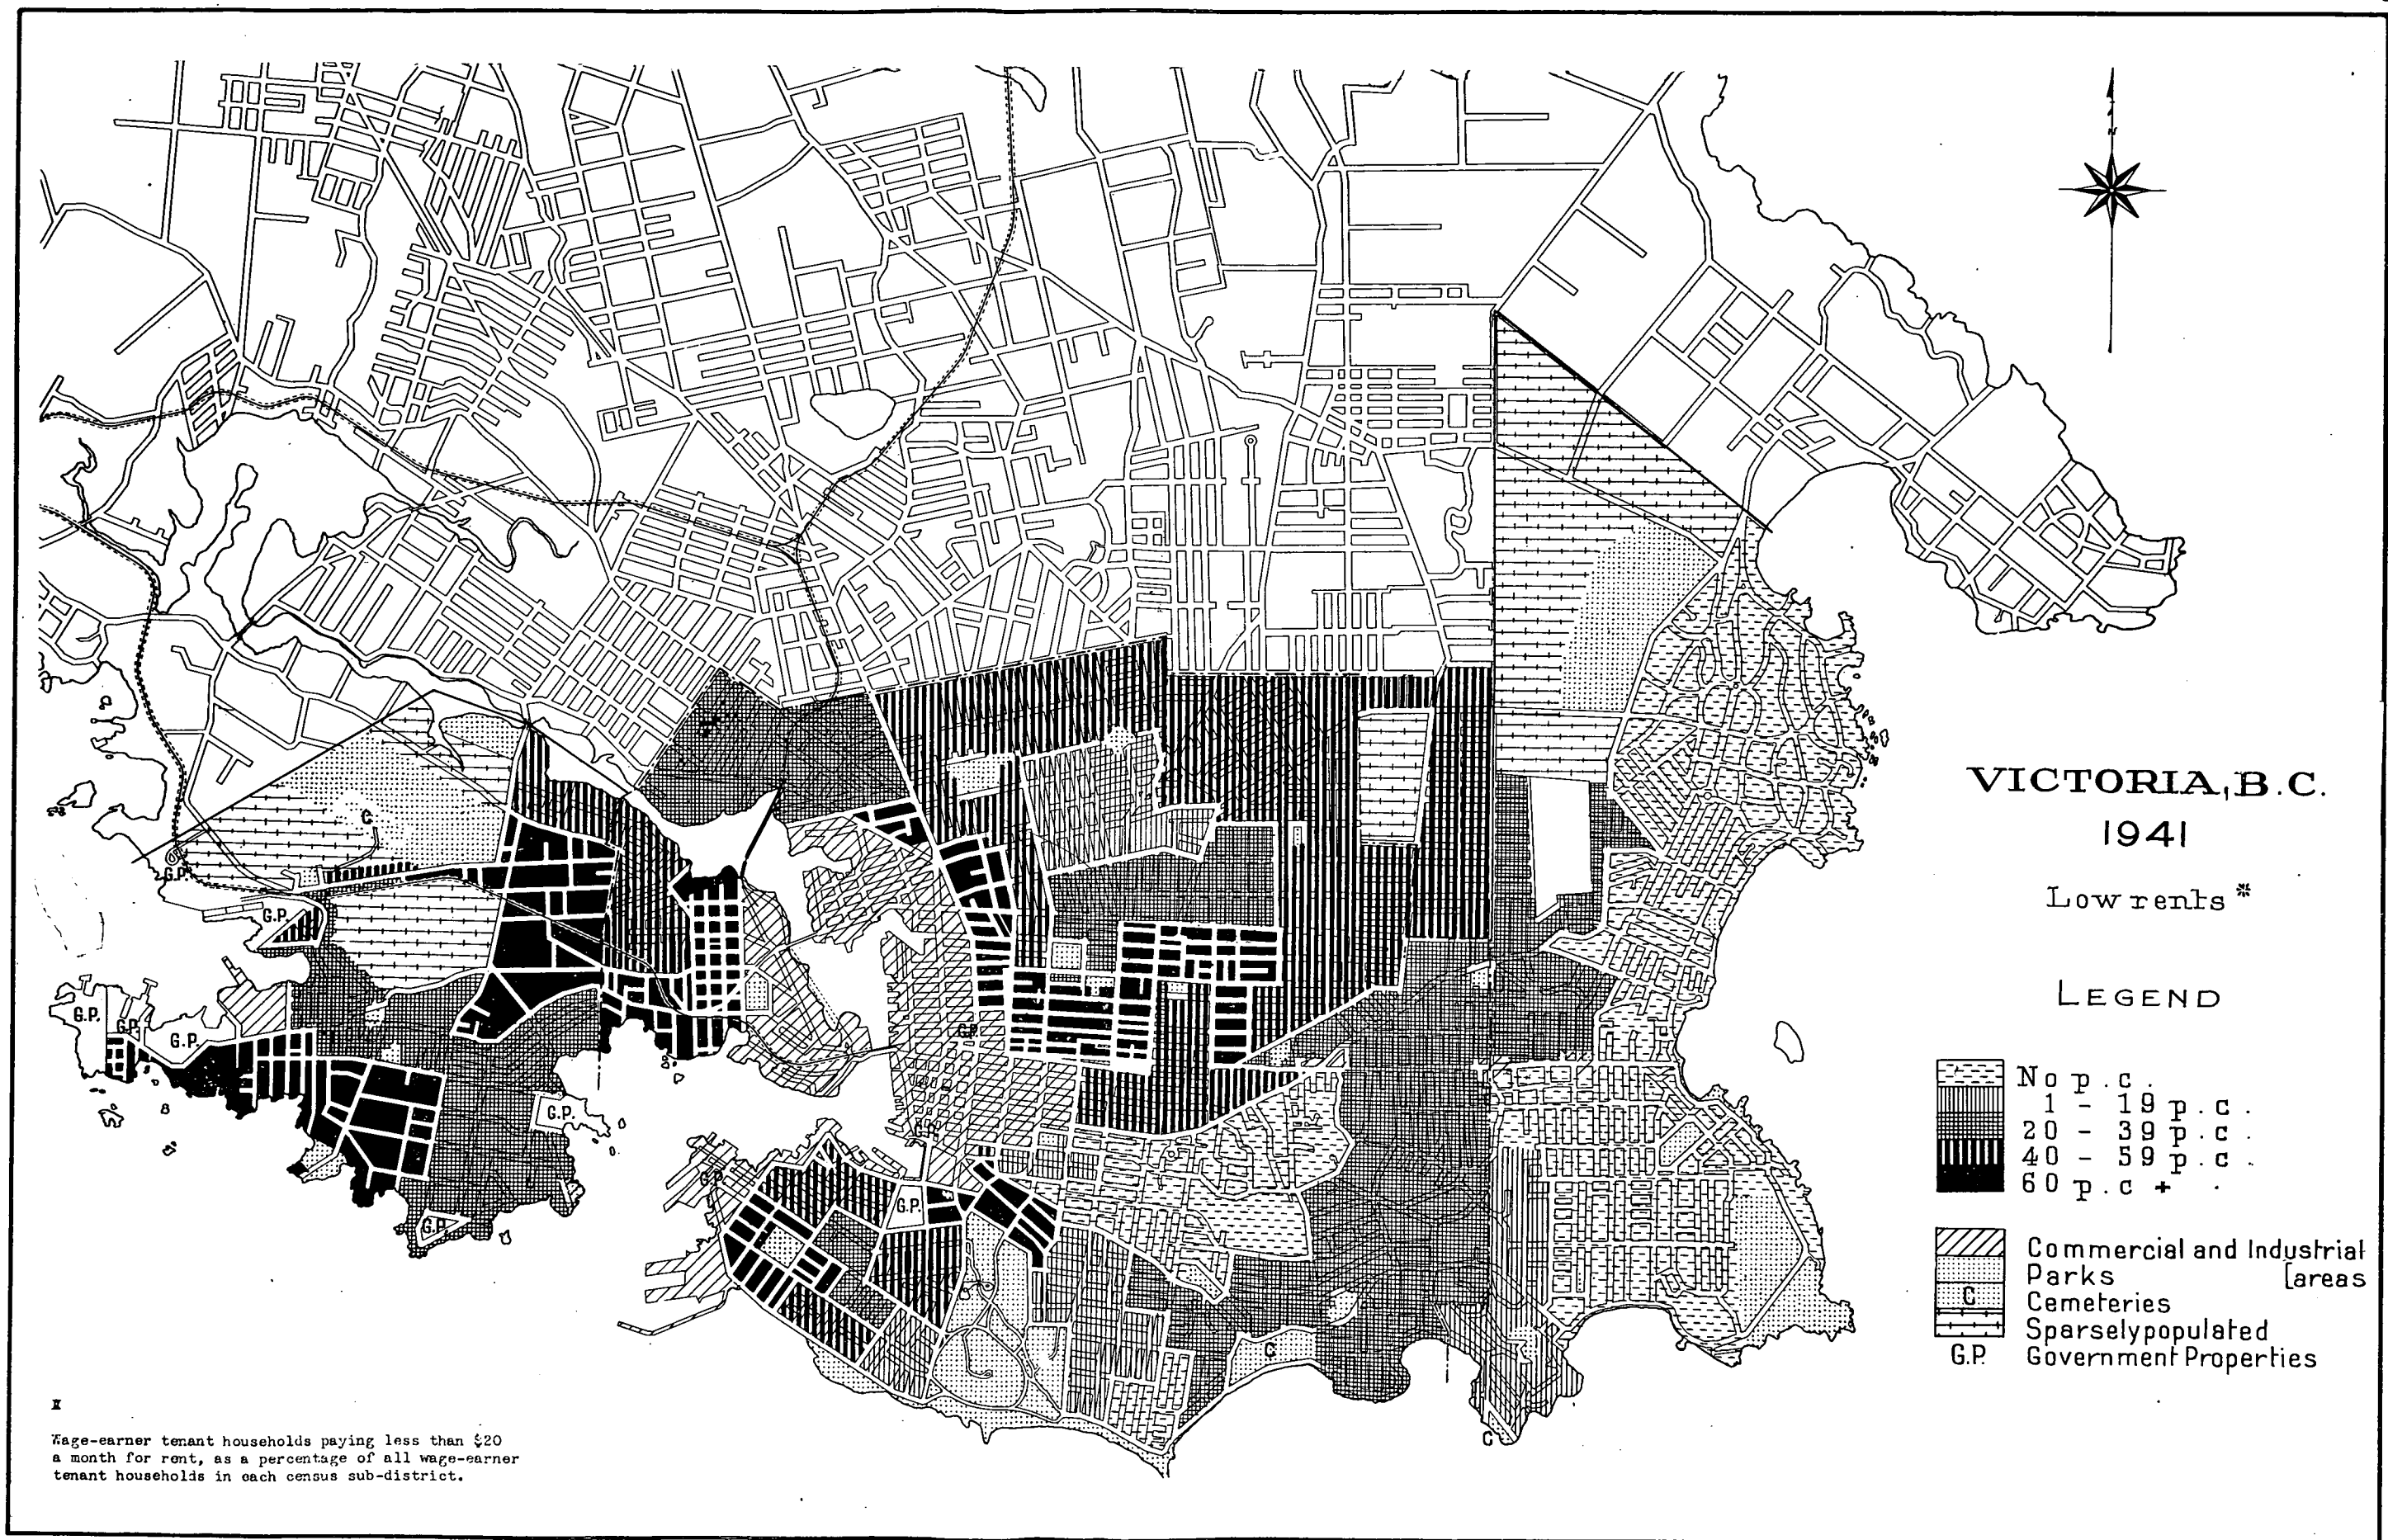 N
VICTORIA, B.C.
1941
Low rents *
LEGEND
No p.c.
1 - 19 p.c.
20 - 39 p.c.
40 - 59 p.c.
60 p.c +
Commercial and Industrial
Parks [areas
C Cemeteries
Sparsely populated
G.P. Government Properties
C
G.P.
G.P.
G.P.
G.P.
G.P.
G.P.
G.P.
G.P.
G.P.
G.P.
G.P.
C
C
Wage-earner tenant households paying less than $20
a month for rent, as a percentage of all wage-earner
tenant households in each census sub-district.